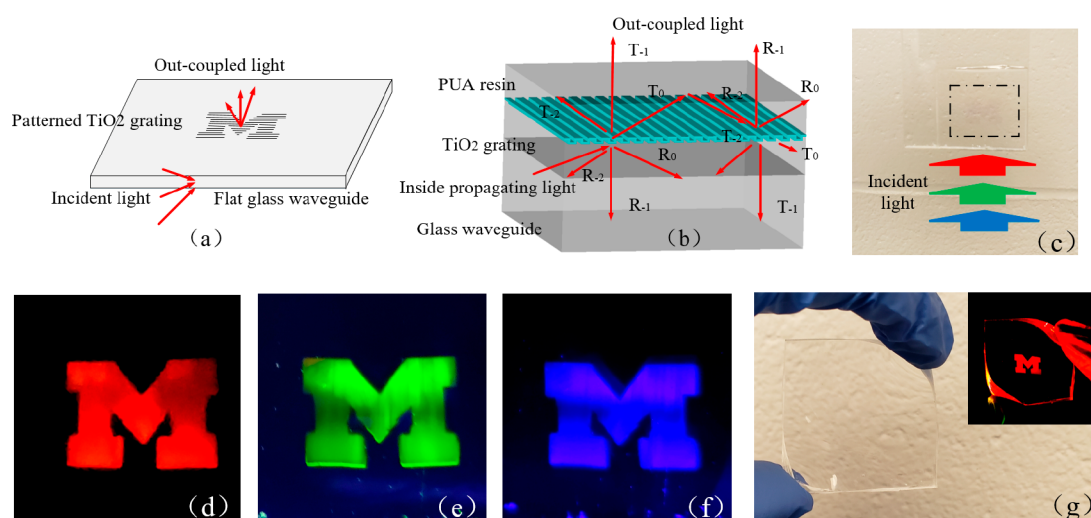 Out-coupled light
Patterned TiO2 grating
Incident light
Flat glass waveguide
(a)
Out-coupled light
T-1
R-1
PUA resin
T0
R-2
R0
T-2
T-2
TiO2 grating
R0
T0
R-2
Inside propagating light
R-1
T-1
Glass waveguide
(b)
Incident
light
(c)
M
(d)
M
(e)
M
(f)
M
(g)